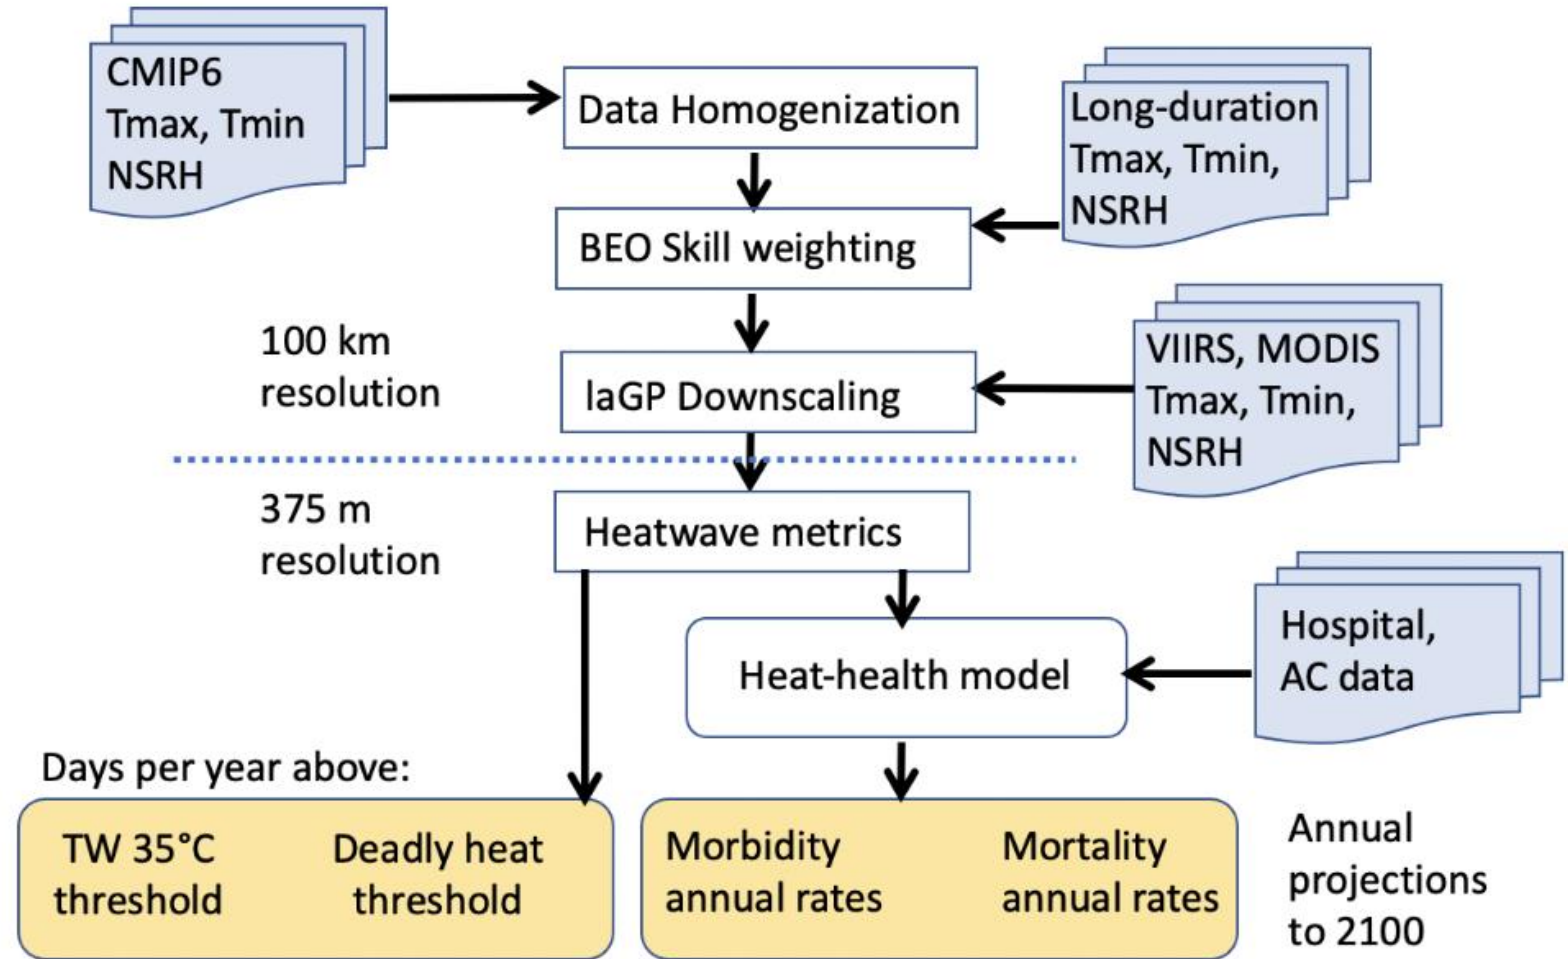 CMIP6
Tmax, Tmin
NSRH
Data Homogenization
Long-duration
Tmax, Tmin,
NSRH
BEO Skill weighting
100 km
resolution
laGP Downscaling
VIIRS, MODIS
Tmax, Tmin,
NSRH
375 m
resolution
Heatwave metrics
Heat-health model
Hospital,
AC data
Days per year above:
TW 35°C
threshold
Deadly heat
threshold
Morbidity
annual rates
Mortality
annual rates
Annual
projections
to 2100